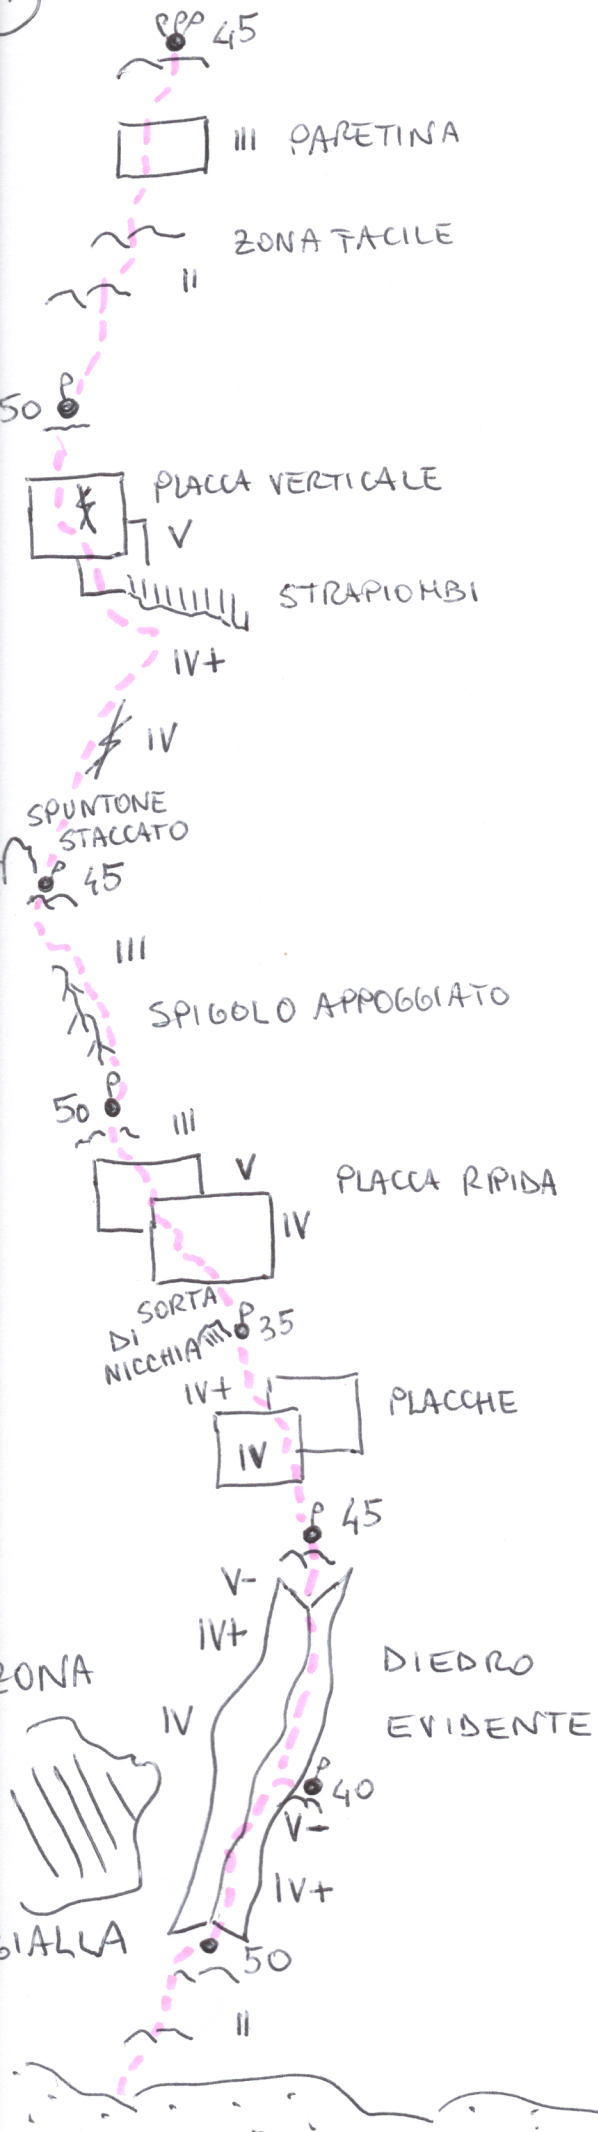 PPP 45
III PARETINA
ZONA FACILE
II
P
50
PLACCA VERTICALE
V
STRAPIOMBI
IV+
IV
SPUNTONE
STACCATO
P
45
III
SPIGOLO APPOGGIATO
P
50
III
V
PLACCA RIPIDA
IV
SORTA
DI
NICCHIA
P
35
IV+
PLACCHE
IV
P
45
V-
IV+
DIEDRO
ZONA
IV
EVIDENTE
P
40
V-
IV+
GIALLA
50
II